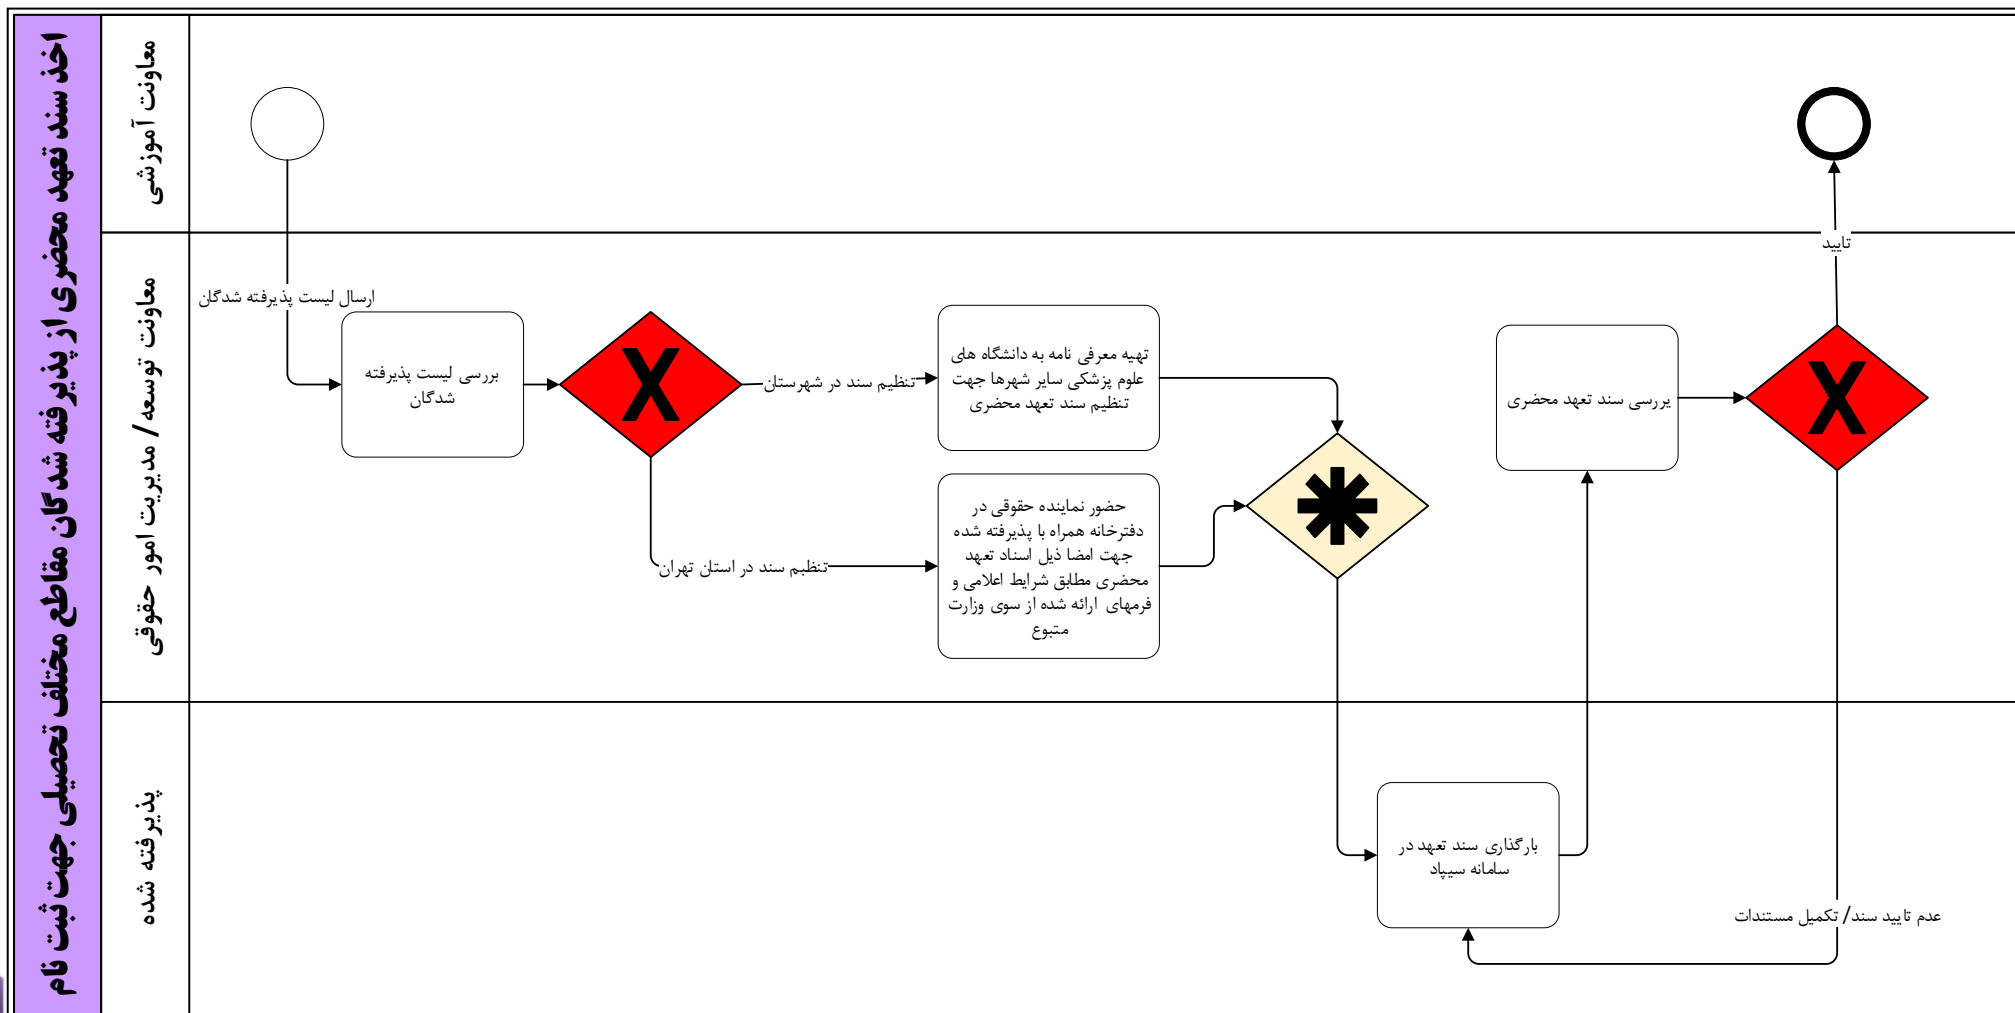 اخذ سند تعهد محضری از پذیرفته شدگان مقاطع مختلف تحصیلی جهت ثبت نام
معاونت آموزشی
معاونت توسعه / مدیریت امور حقوقی
پذیرفته شده
ارسال لیست پذیرفته شدگان
بررسی لیست پذیرفته
شدگان
تنظیم سند در شهرستان
تنظبم سند در استان تهران
تهیه معرفی نامه به دانشگاه های
علوم پزشکی سایر شهرها جهت
تنظیم سند تعهد محضری
حضور نماینده حقوقی در
دفترخانه همراه با پذیرفته شده
جهت امضا ذیل اسناد تعهد
محضری مطابق شرایط اعلامی و
فرمهای ارائه شده از سوی وزارت
متبوع
بارگذاری سند تعهد در
سامانه سیپاد
یررسی سند تعهد محضری
تایید
عدم تایید سند/ تکمیل مستندات